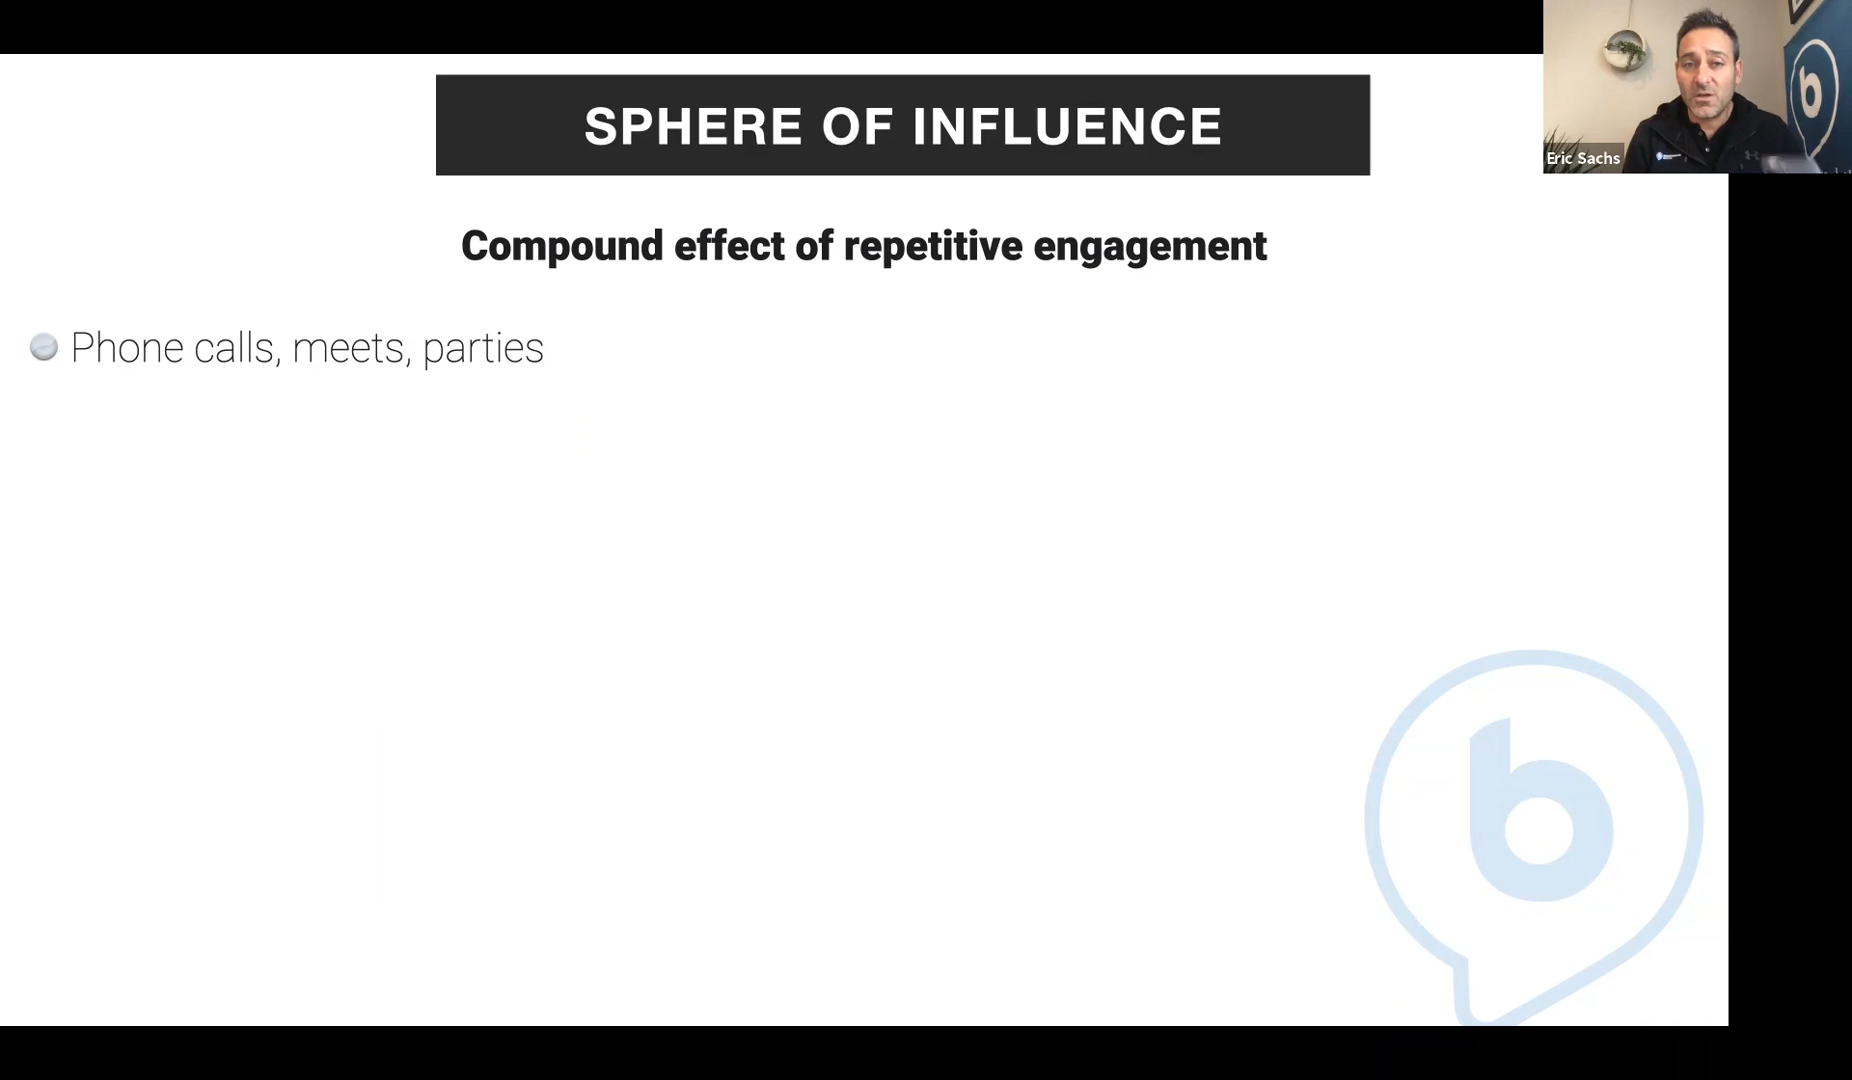 SPHERE OF INFLUENCE
Eric Sachs
Compound effect of repetitive engagement
Phone calls, meets, parties
b